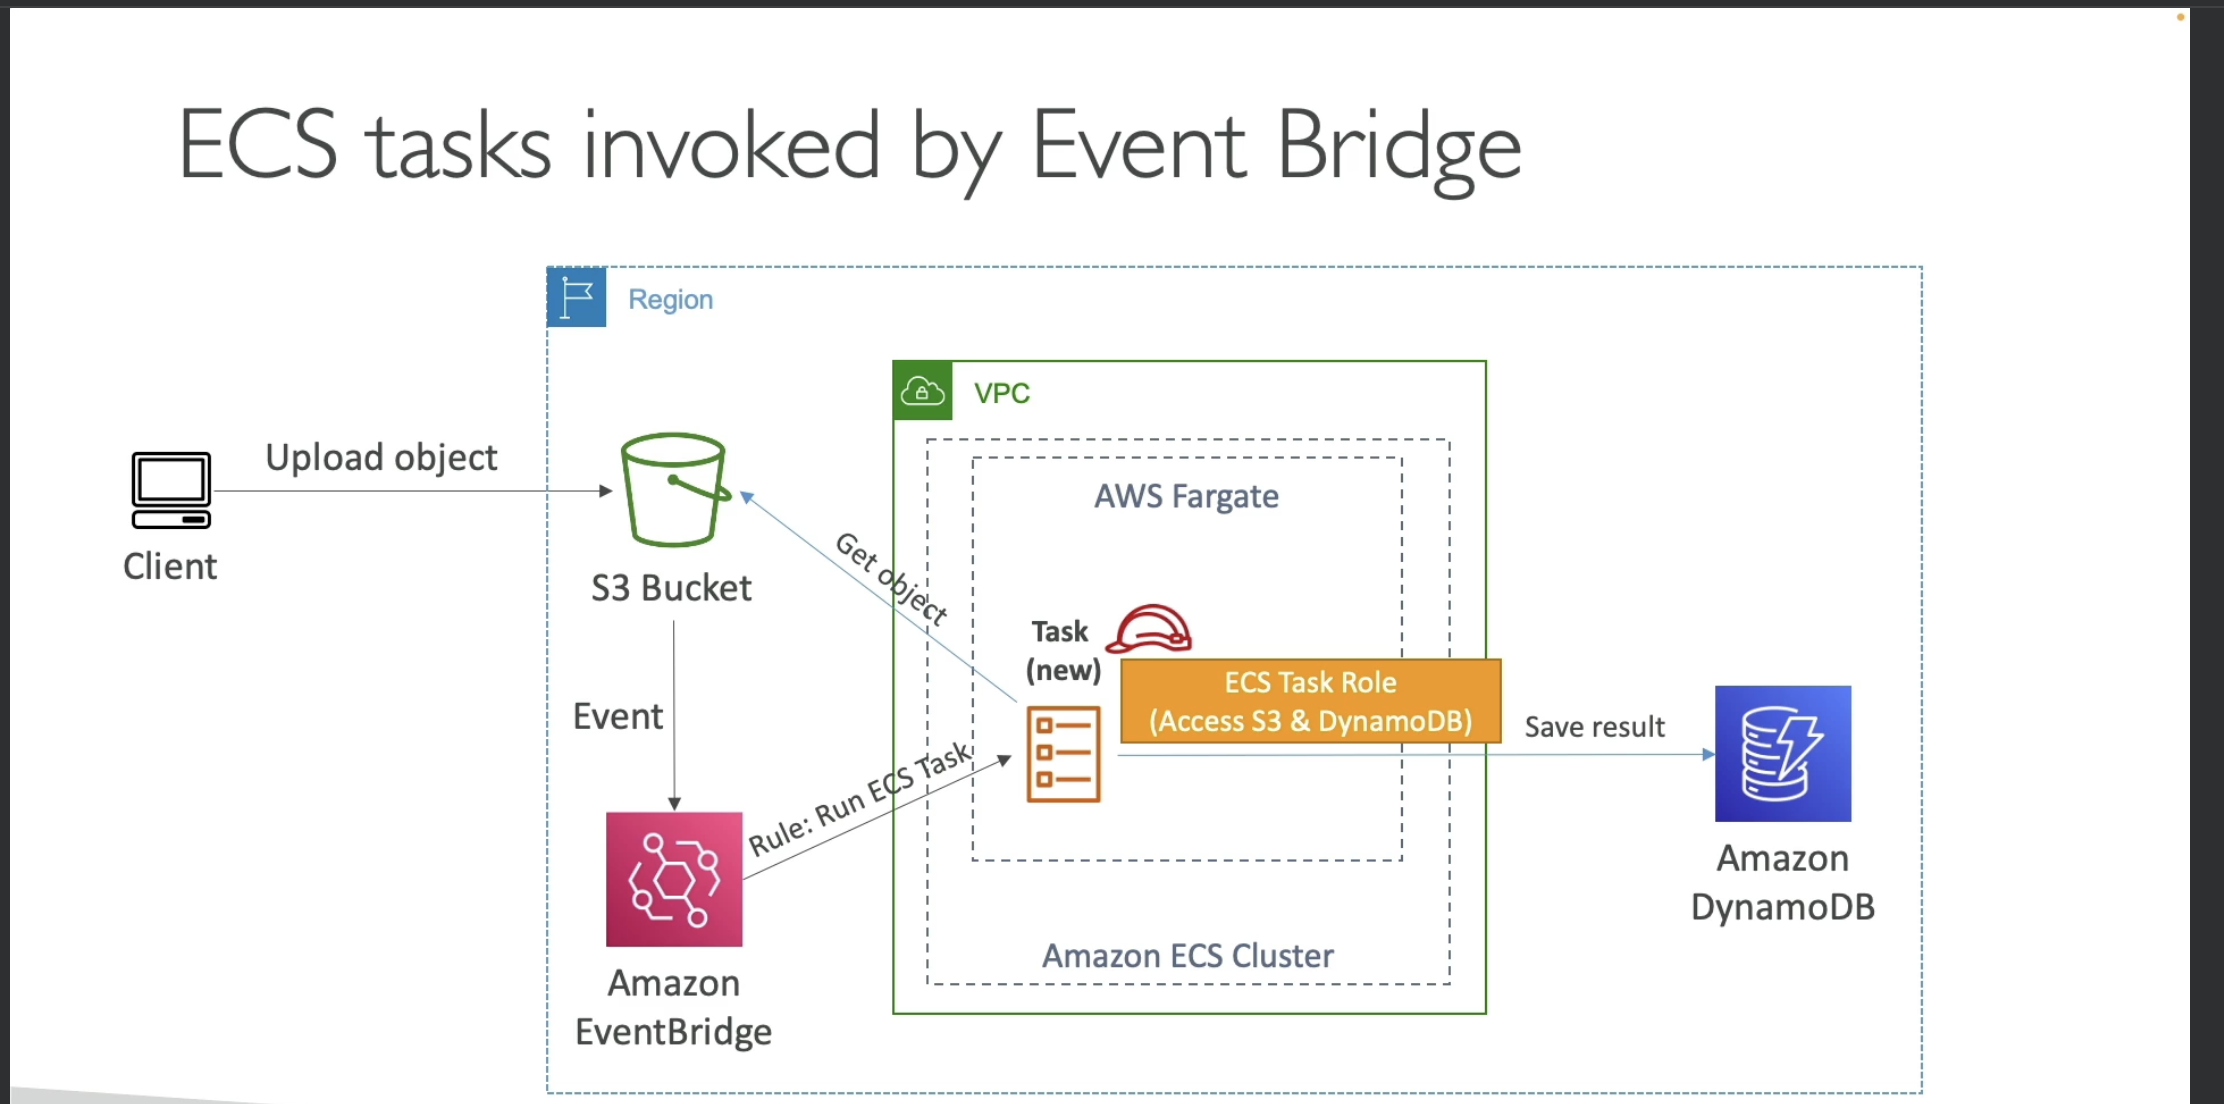 ECS tasks invoked by Event Bridge
Region
VPC
Upload object
AWS Fargate
Client
S3 Bucket
Get object
Task
(new)
ECS Task Role
(Access S3 & DynamoDB)
Save result
Event
Rule: Run ECS Task
Amazon
DynamoDB
Amazon ECS Cluster
Amazon
EventBridge